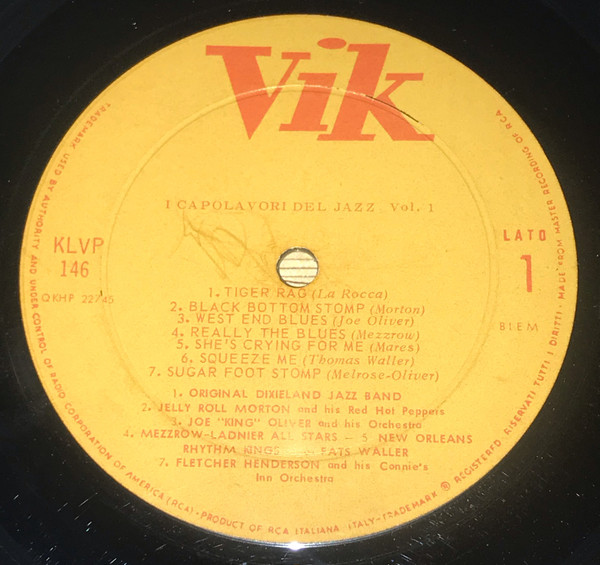 Vik
I CAPOLAVORI DEL JAZZ Vol. 1
KLVP
146
QKHP 22745
LATO
1
BIEM
1. TIGER RAG (La Rocca)
2. BLACK BOTTOM STOMP (Morton)
3. WEST END BLUES (Joe Oliver)
4. REALLY THE BLUES (Mezzrow)
5. SHE'S CRYING FOR ME (Mares)
6. SQUEEZE ME (Thomas Waller)
7. SUGAR FOOT STOMP (Melrose-Oliver)
1. ORIGINAL DIXIELAND JAZZ BAND
2. JELLY ROLL MORTON and his Red Hot Peppers
3. JOE "KING" OLIVER and his Orchestra
4. MEZZROW-LADNIER ALL STARS - 5. NEW ORLEANS
RHYTHM KINGS FATS WALLER
7. FLETCHER HENDERSON and his Connie's
Inn Orchestra
TRADEMARK USED BY AUTHORITY AND UNDER CONTROL OF RADIO CORPORATION OF AMERICA (RCA) • PRODUCT OF RCA ITALIANA, ITALY-TRADEMARK ® REGISTERED RISERVATI TUTTI I DIRITTI • MADE FROM MASTER RECORDING OF RCA